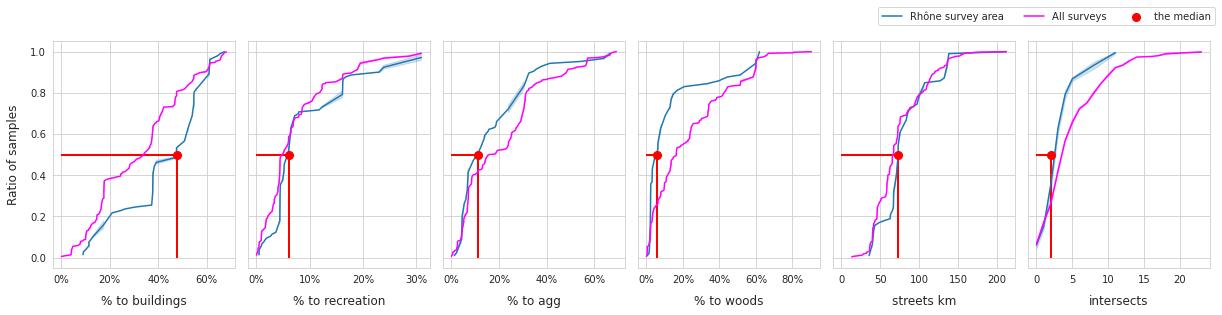 Rhône survey area All surveys the median
Ratio of samples
1.0
0.8
0.6
0.4
0.2
0.0
0% 20% 40% 60%
% to buildings
0% 10% 20% 30%
% to recreation
0% 20% 40% 60%
% to agg
0% 20% 40% 60% 80%
% to woods
0 50 100 150 200
streets km
0 5 10 15 20
intersects